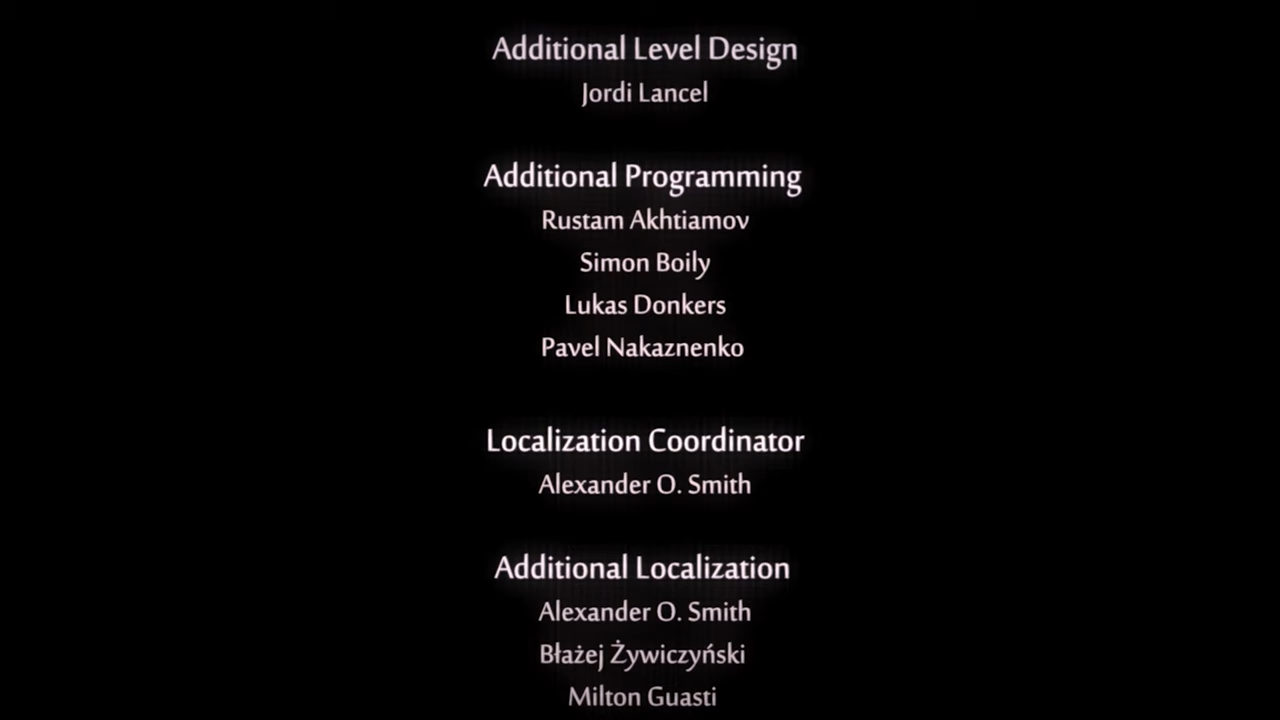 Additional Level Design
Jordi Lancel
Additional Programming
Rustam Akhtiamov
Simon Boily
Lukas Donkers
Pavel Nakaznenko
Localization Coordinator
Alexander O. Smith
Additional Localization
Alexander O. Smith
Błażej Żywiczyński
Milton Guasti